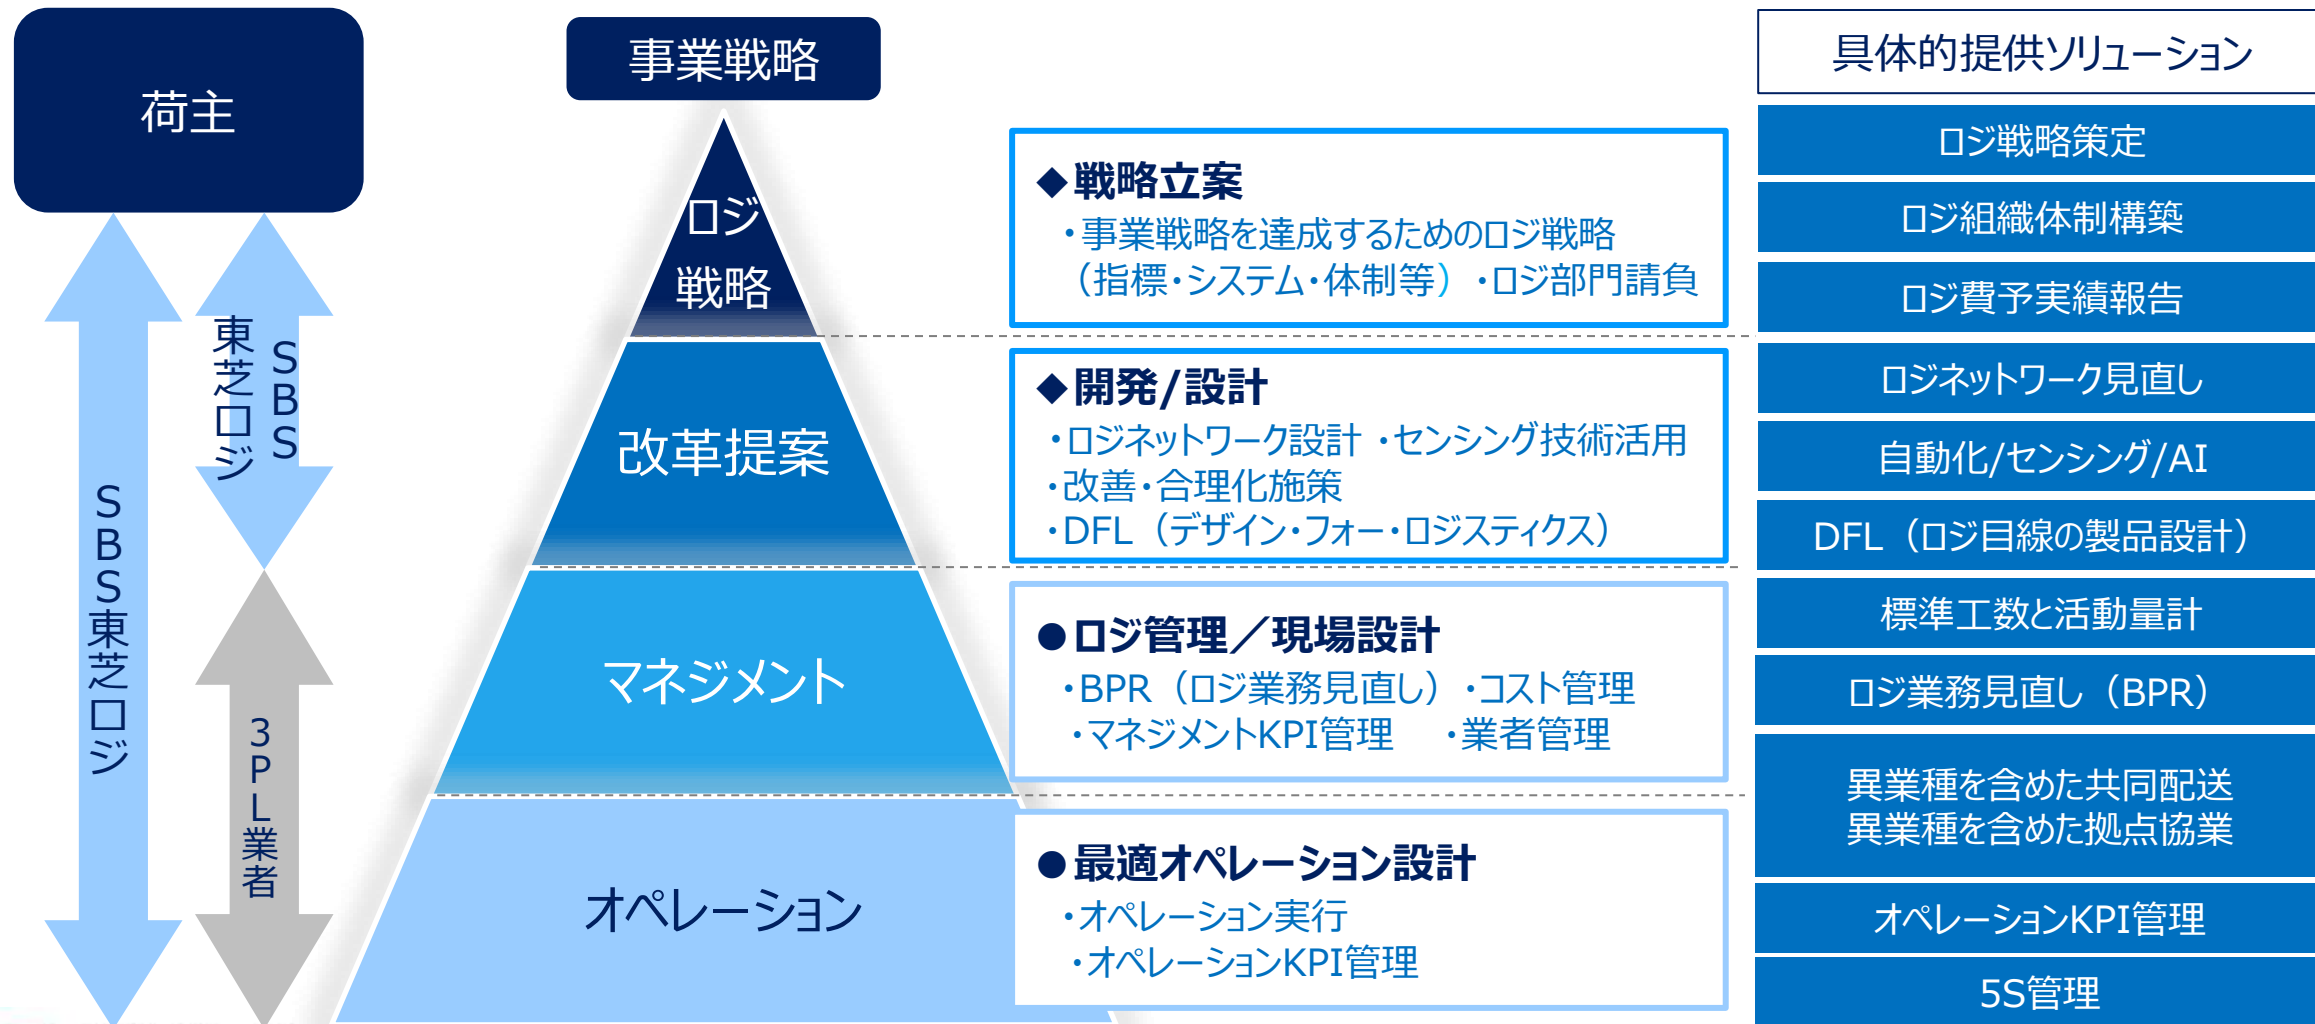 荷主
SBS東芝ロジ
SBS
東芝ロジ
3PL業者
事業戦略
ロジ
戦略
改革提案
マネジメント
オペレーション
◆戦略立案
・事業戦略を達成するためのロジ戦略
（指標・システム・体制等）・ロジ部門請負
◆開発/設計
・ロジネットワーク設計 ・センシング技術活用
・改善・合理化施策
・DFL（デザイン・フォー・ロジスティクス）
●ロジ管理／現場設計
・BPR（ロジ業務見直し）・コスト管理
・マネジメントKPI管理　・業者管理
●最適オペレーション設計
・オペレーション実行
・オペレーションKPI管理
具体的提供ソリューション
ロジ戦略策定
ロジ組織体制構築
ロジ費予実績報告
ロジネットワーク見直し
自動化/センシング/AI
DFL（ロジ目線の製品設計）
標準工数と活動量計
ロジ業務見直し（BPR）
異業種を含めた共同配送
異業種を含めた拠点協業
オペレーションKPI管理
5S管理